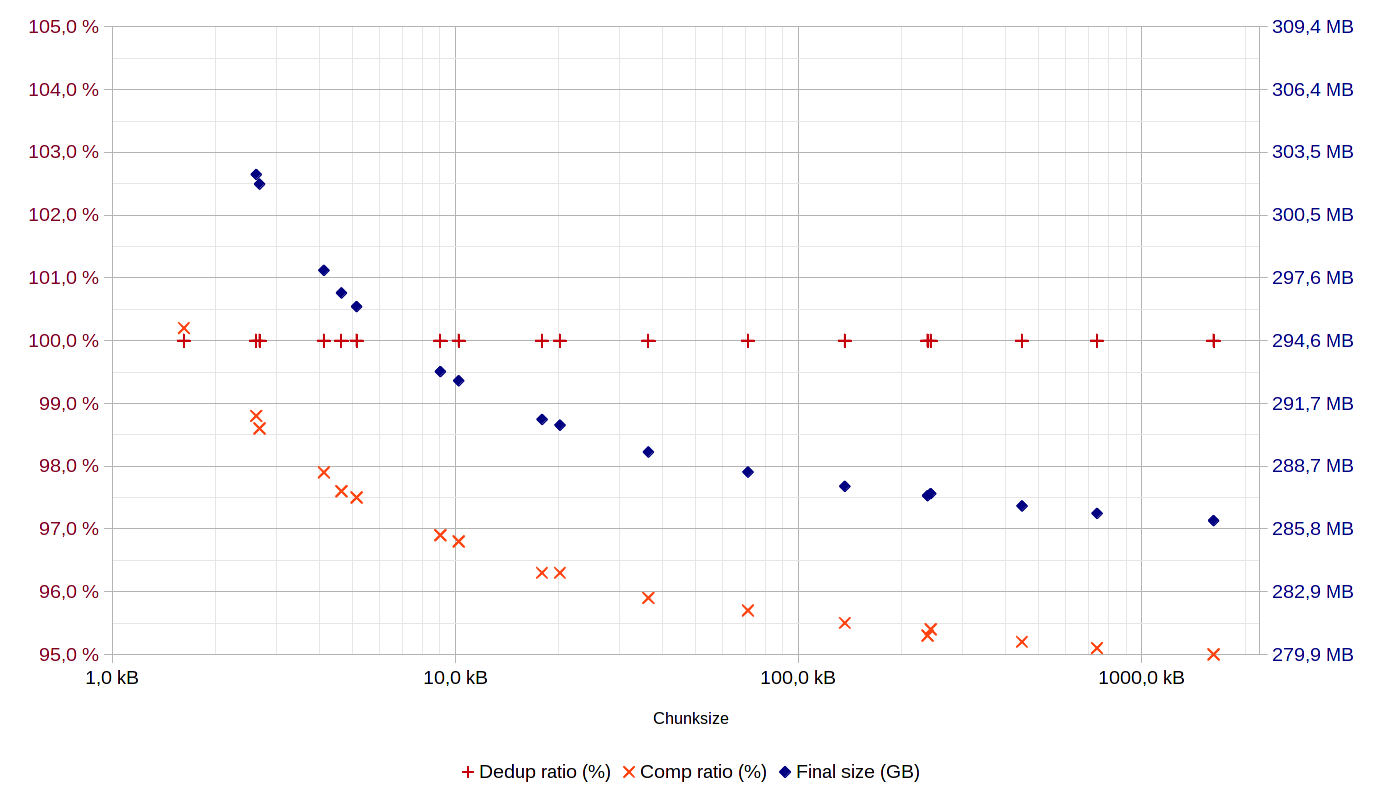 105,0 % 309,4 MB
104,0 % 306,4 MB
103,0 % 303,5 MB
102,0 % 300,5 MB
101,0 % 297,6 MB
100,0 % 294,6 MB
99,0 % 291,7 MB
98,0 % 288,7 MB
97,0 % 285,8 MB
96,0 % 282,9 MB
95,0 % 279,9 MB
1,0 kB 10,0 kB 100,0 kB 1000,0 kB
Chunksize
Dedup ratio (%) Comp ratio (%) Final size (GB)